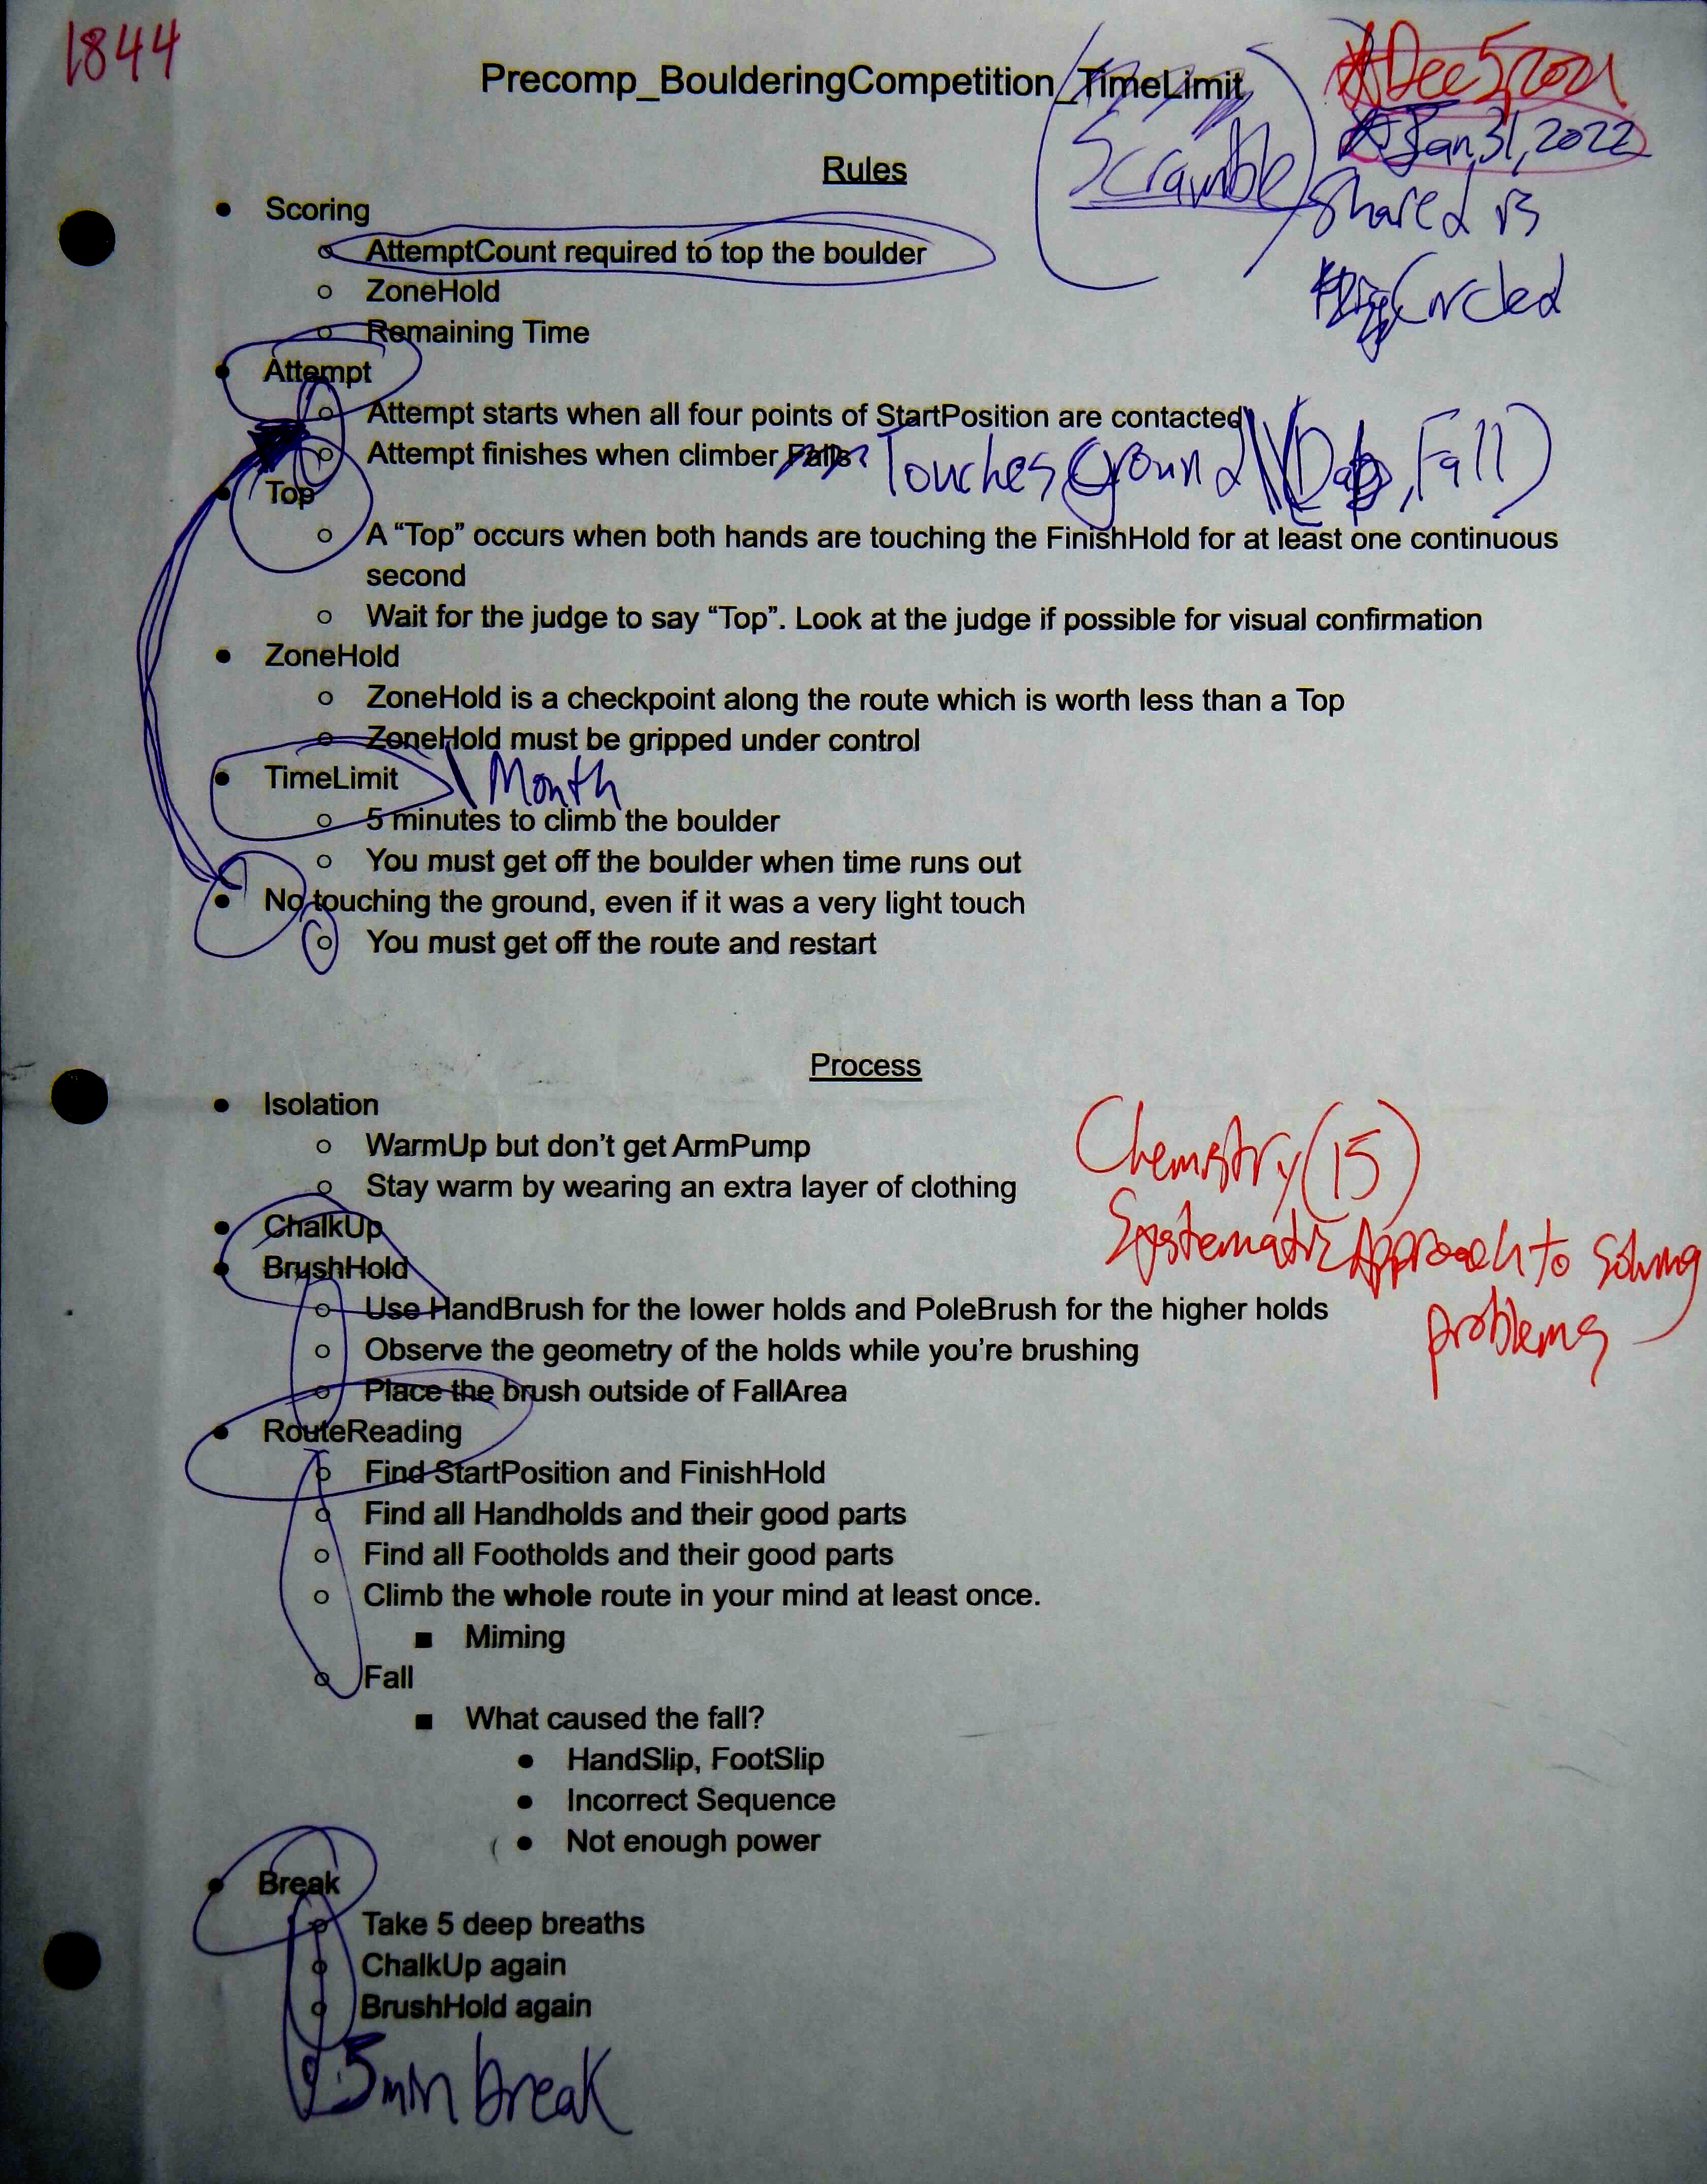 1844
Precomp_BoulderingCompetition_TimeLimit
Dec 5, 2021
Scramble
Jan, 31, 2022
Shared is
Circled
Rules
● Scoring
○ AttemptCount required to top the boulder
○ ZoneHold
○ Remaining Time
● Attempt
○ Attempt starts when all four points of StartPosition are contacted
○ Attempt finishes when climber Falls Touches Ground \\(Dab, Fall)
● Top
○ A “Top” occurs when both hands are touching the FinishHold for at least one continuous
second
○ Wait for the judge to say “Top”. Look at the judge if possible for visual confirmation
● ZoneHold
○ ZoneHold is a checkpoint along the route which is worth less than a Top
○ ZoneHold must be gripped under control
● TimeLimit \ Month
○ 5 minutes to climb the boulder
○ You must get off the boulder when time runs out
● No touching the ground, even if it was a very light touch
○ You must get off the route and restart
Process
● Isolation
○ WarmUp but don’t get ArmPump
○ Stay warm by wearing an extra layer of clothing
Chemistry (15)
Systematic Approach to solving
problems
● ChalkUp
● BrushHold
○ Use HandBrush for the lower holds and PoleBrush for the higher holds
○ Observe the geometry of the holds while you’re brushing
○ Place the brush outside of FallArea
● RouteReading
○ Find StartPosition and FinishHold
○ Find all Handholds and their good parts
○ Find all Footholds and their good parts
○ Climb the whole route in your mind at least once.
■ Miming
○ Fall
■ What caused the fall?
● HandSlip, FootSlip
● Incorrect Sequence
● Not enough power
● Break
○ Take 5 deep breaths
○ ChalkUp again
○ BrushHold again
○ 5 min break